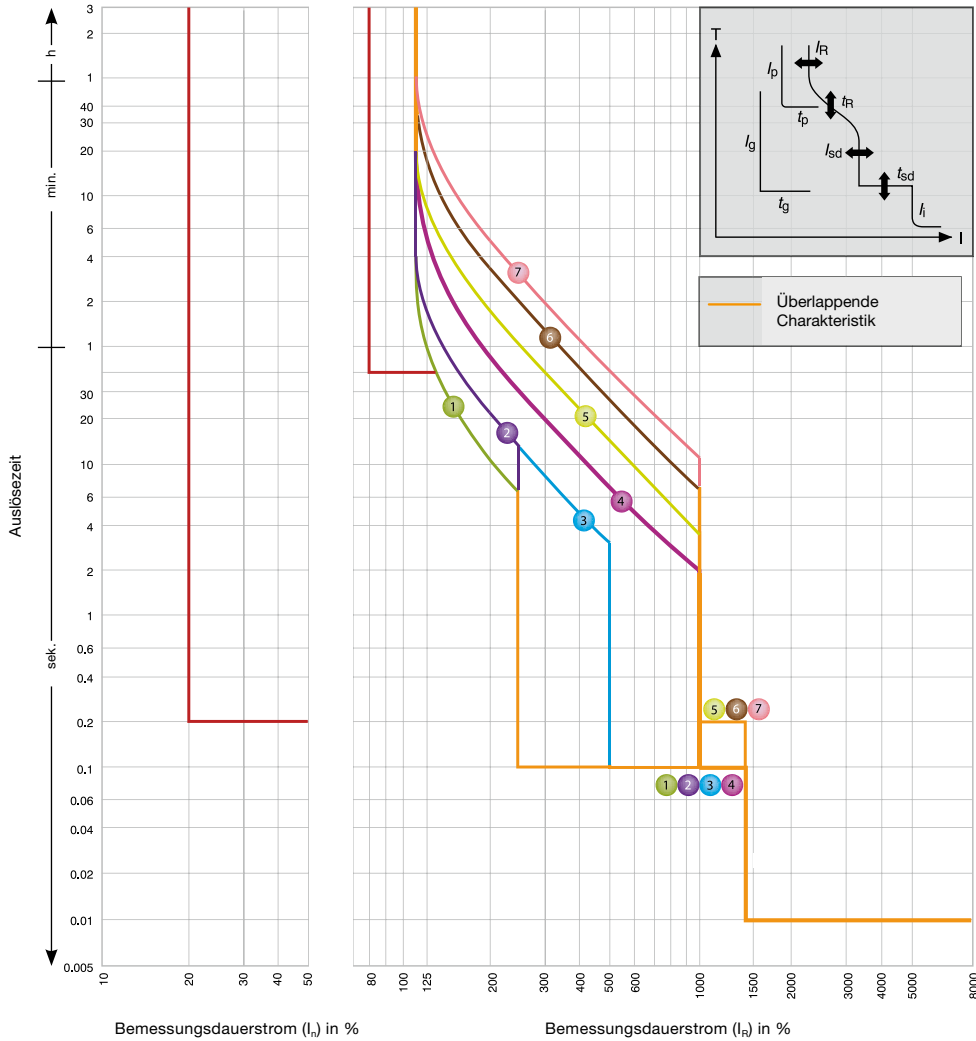 Auslösezeit
h
min.
sek.
3
2
1
40
30
20
10
6
4
2
1
30
20
10
6
4
2
1
0.6
0.4
0.2
0.1
0.06
0.04
0.02
0.01
0.005
10
20
30
40
50
Bemessungsdauerstrom (In) in %
80
100
125
200
300
400
500
600
1000
1500
2000
3000
4000
5000
8000
Bemessungsdauerstrom (IR) in %
1
2
3
4
5
6
7
5 6 7
1 2 3 4
T
IR
Ip
tR
tp
Ig
Isd
tsd
tg
Ii
I
Überlappende
Charakteristik